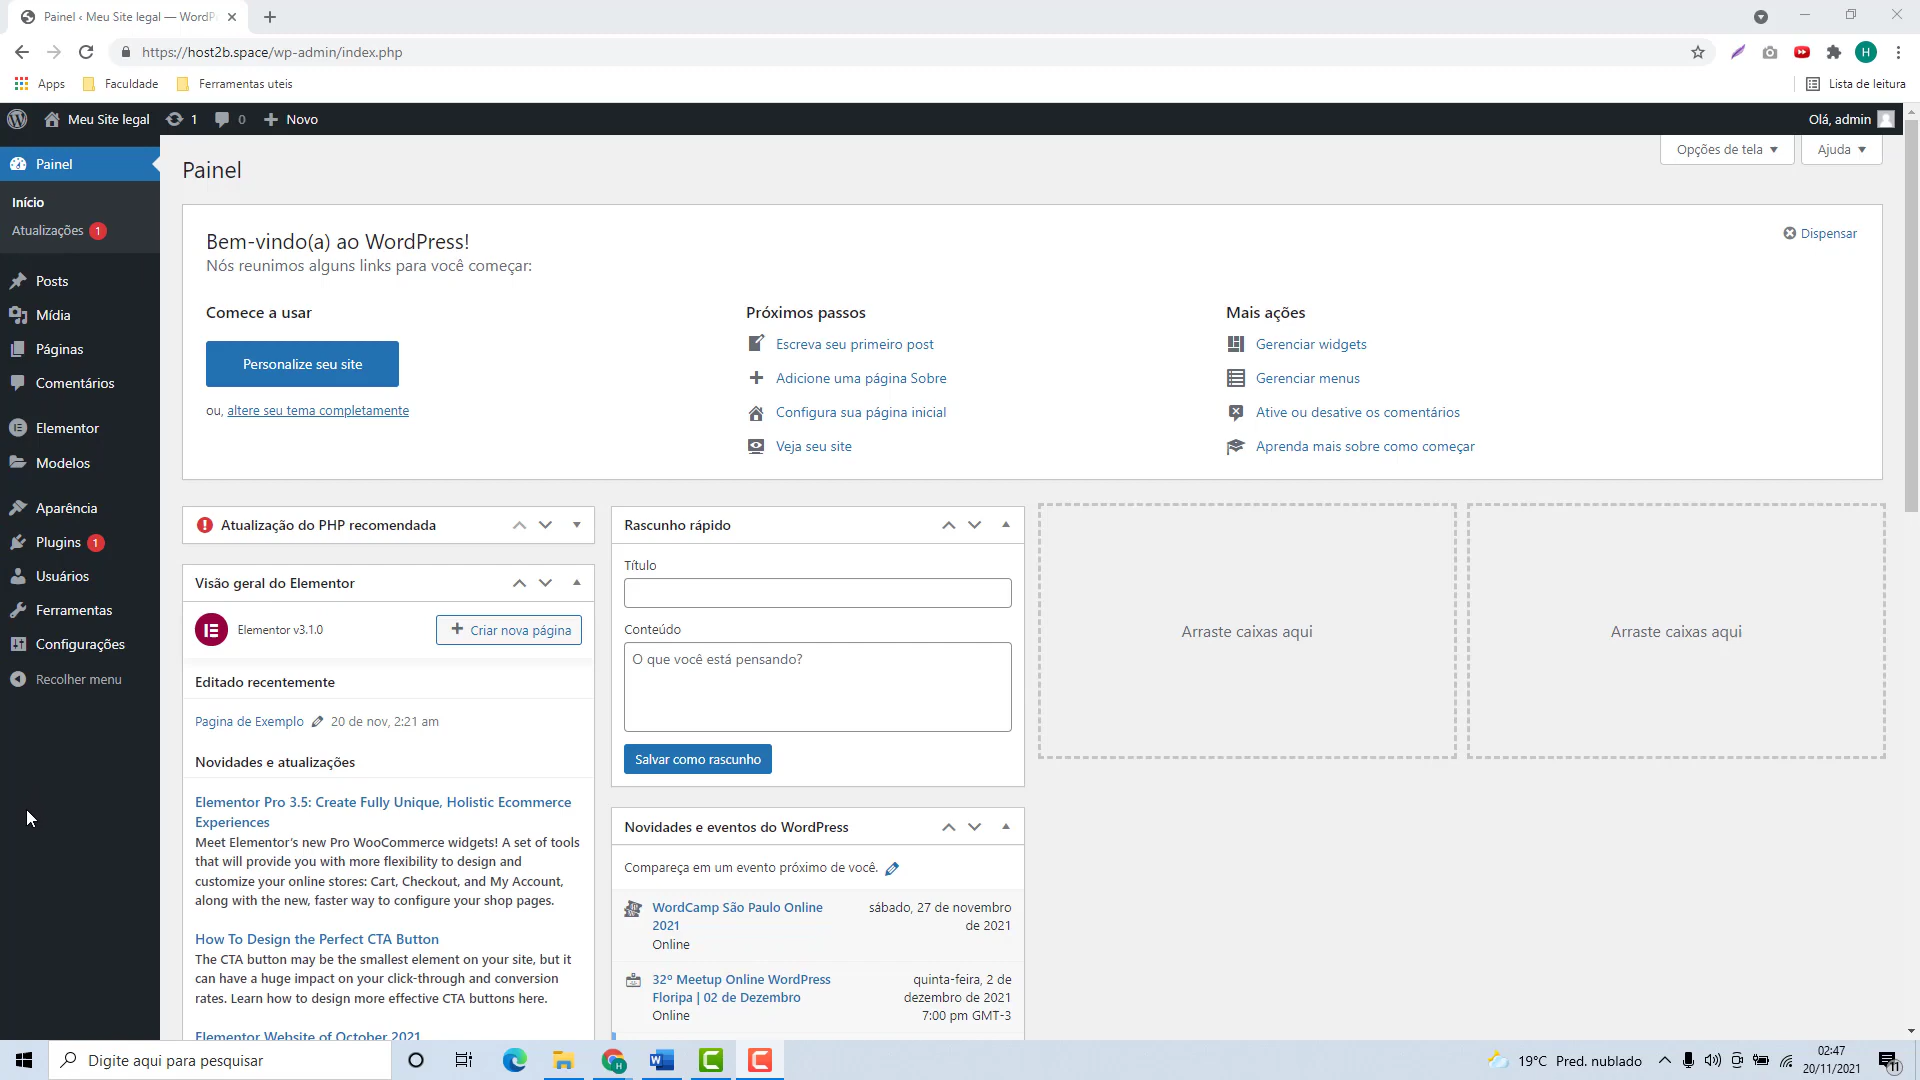 Painel ‹ Meu Site legal — WordP
https://host2b.space/wp-admin/index.php
Apps
Faculdade
Ferramentas uteis
Lista de leitura
H
Meu Site legal
1
0
Novo
Olá, admin
Painel
Início
Atualizações 1
Posts
Mídia
Páginas
Comentários
Elementor
Modelos
Aparência
Plugins 1
Usuários
Ferramentas
Configurações
Recolher menu
Painel
Opções de tela
Ajuda
Bem-vindo(a) ao WordPress!
Nós reunimos alguns links para você começar:
Dispensar
Comece a usar
Personalize seu site
ou, altere seu tema completamente
Próximos passos
Escreva seu primeiro post
Adicione uma página Sobre
Configura sua página inicial
Veja seu site
Mais ações
Gerenciar widgets
Gerenciar menus
Ative ou desative os comentários
Aprenda mais sobre como começar
Atualização do PHP recomendada
Visão geral do Elementor
Elementor v3.1.0
Criar nova página
Editado recentemente
Pagina de Exemplo 20 de nov, 2:21 am
Novidades e atualizações
Elementor Pro 3.5: Create Fully Unique, Holistic Ecommerce
Experiences
Meet Elementor's new Pro WooCommerce widgets! A set of tools
that will provide you with more flexibility to design and
customize your online stores: Cart, Checkout, and My Account,
along with the new, faster way to configure your shop pages.
How To Design the Perfect CTA Button
The CTA button may be the smallest element on your site, but it
can have a huge impact on your click-through and conversion
rates. Learn how to design more effective CTA buttons here.
Elementor Website of October 2021
Rascunho rápido
Título
Conteúdo
O que você está pensando?
Salvar como rascunho
Novidades e eventos do WordPress
Compareça em um evento próximo de você.
WordCamp São Paulo Online
2021
Online
sábado, 27 de novembro
de 2021
32º Meetup Online WordPress
Floripa | 02 de Dezembro
Online
quinta-feira, 2 de
dezembro de 2021
7:00 pm GMT-3
Arraste caixas aqui
Arraste caixas aqui
Digite aqui para pesquisar
19°C Pred. nublado
02:47
20/11/2021
11